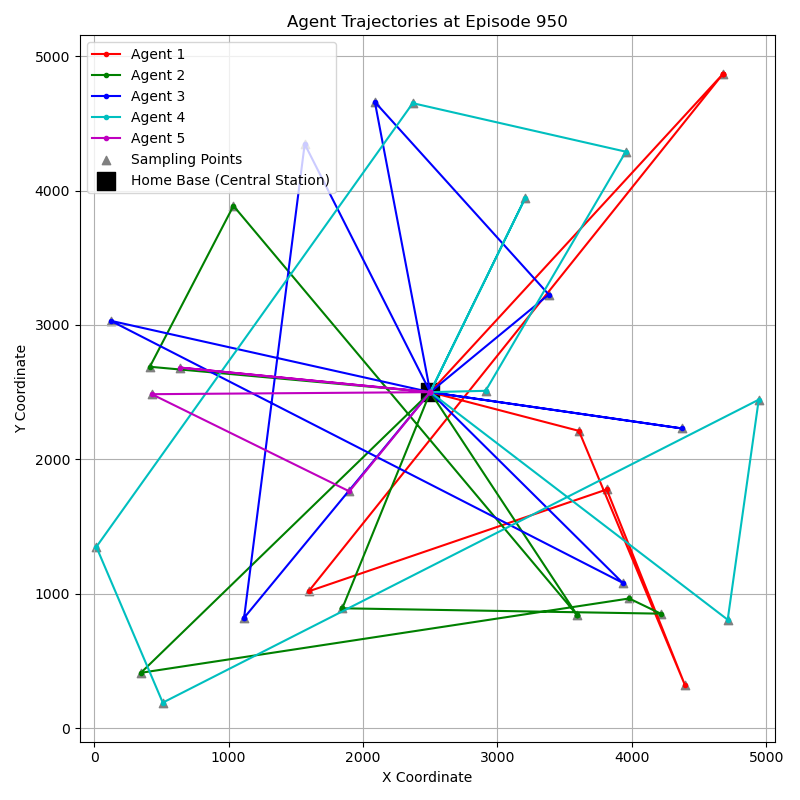 Agent Trajectories at Episode 950
Agent 1
Agent 2
Agent 3
Agent 4
Agent 5
Sampling Points
Home Base (Central Station)
Y Coordinate
5000
4000
3000
2000
1000
0
0 1000 2000 3000 4000 5000
X Coordinate